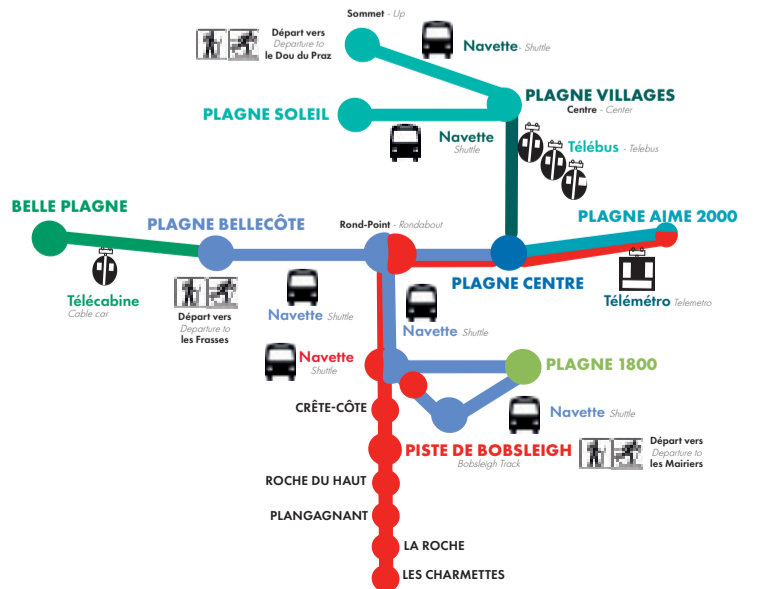 Sommet - Up
Départ vers
Departure to
le Dou du Praz
Navette - Shuttle
PLAGNE VILLAGES
Centre - Center
PLAGNE SOLEIL
Navette
Shuttle
Télébus - Telebus
BELLE PLAGNE
PLAGNE BELLECÔTE
Rond-Point - Rondabout
PLAGNE AIME 2000
PLAGNE CENTRE
Télécabine
Cable car
Départ vers
Departure to
les Frasses
Navette Shuttle
Navette Shuttle
Télémétro Telemetro
Navette
Shuttle
PLAGNE 1800
CRÊTE-CÔTE
Navette Shuttle
PISTE DE BOBSLEIGH
Bobsleigh Track
Départ vers
Departure to
les Mairiers
ROCHE DU HAUT
PLANGAGNANT
LA ROCHE
LES CHARMETTES